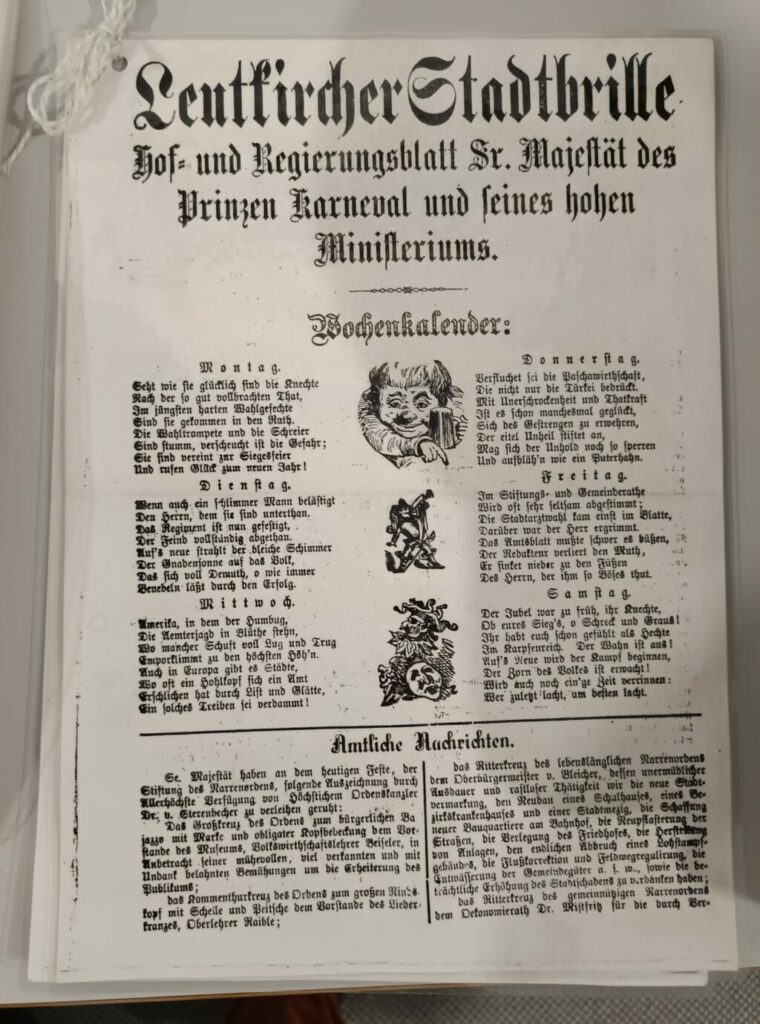 Leutkircher Stadtbrille
Hof- und Regierungsblatt Sr. Majestät des
Prinzen Karneval und seines hohen
Ministeriums.
Wochenkalender:
Montag.
Seht wie sie glücklich sind die Knechte
Nach der so gut vollbrachten That,
Im jüngsten harten Wahlgefechte
Sind sie gekommen in den Rath.
Die Wahltrompete und die Schreier
Sind stumm, verscheucht ist die Gefahr;
Sie sind vereint zur Siegesfeier
Und rufen Glück zum neuen Jahr!
Dienstag.
Wenn auch ein schlimmer Mann belästigt
Den Herrn, dem sie sind unterthan.
Das Regiment ist nun gefestigt,
Der Feind vollständig abgethan.
Auf's neue strahlt der bleiche Schimmer
Der Gnadensonne auf das Volk,
Das sich voll Demuth, o wie immer
Benebeln läßt durch den Erfolg.
Mittwoch.
Amerika, in dem der Humbug,
Die Aemterjagd in Blüthe stehn,
Wo mancher Schuft voll Lug und Trug
Emporklimmt zu den höchsten Höh'n.
Auch in Europa gibt es Städte,
Wo oft ein Hohlkopf sich ein Amt
Erschlichen hat durch List und Glätte,
Ein solches Treiben sei verdammt!
Donnerstag.
Verfluchet sei die Paschawirthschaft,
Die nicht nur die Türkei bedrückt.
Mit Unerschrockenheit und Thatkraft
Ist es schon manchesmal geglückt,
Sich des Gestrengen zu erwehren,
Der eitel Unheil stiftet an,
Mag sich der Unhold noch so sperren
Und aufbläh'n wie ein Puterhahn.
Freitag.
Im Stiftungs- und Gemeinderathe
Wird oft sehr seltsam abgestimmt;
Die Stadtarztwahl kam einst im Blatte,
Darüber war der Herr ergrimmt.
Das Amtsblatt mußte schwer es büßen,
Der Redakteur verliert den Muth,
Er sinket nieder zu den Füßen
Des Herrn, der ihm so Böses thut.
Samstag.
Der Jubel war zu früh, ihr Knechte,
Ob eures Sieg's, o Schreck und Graus!
Ihr habt euch schon gefühlt als Hechte
Im Karpfenreich. Der Wahn ist aus!
Auf's Neue wird der Kampf beginnen,
Der Zorn des Volkes ist erwacht!
Wird auch noch ein'ge Zeit verrinnen:
Wer zuletzt lacht, am besten lacht.
Amtliche Nachrichten.
Se. Majestät haben an dem heutigen Feste, der
Stiftung des Narrenordens, folgende Auszeichnung durch
Allerhöchste Verfügung von Höchstihrem Ordenskanzler
Dr. v. Sterenbecher zu verleihen geruht:
Das Großkreuz des Ordens zum bürgerlichen Ba
jazzo mit Marke und obligater Kopfbedeckung dem Vor-
stande des Museums, Volkswirthschaftslehrer Beißeler, in
Anbetracht seiner mühevollen, viel verkannten und mit
Undank belohnten Bemühungen um die Erheiterung des
Publikums;
das Kommenthurkreuz des Ordens zum großen Rinds
kopf mit Schelle und Peitsche dem Vorstande des Lieder-
kranzes, Oberlehrer Raible;
das Ritterkreuz des lebenslänglichen Narrenordens
dem Oberbürgermeister v. Bleicher, dessen unermüdlicher
Ausdauer und rastloser Thätigkeit wir die neue Stadt-
vermarkung, den Neubau eines Schulhauses, eines Be-
zirkskrankenhauses und einer Stadtmezig, die Schaffung
neuer Bauquartiere am Bahnhof, die Neupflasterung der
Straßen, die Verlegung des Friedhofes, die Herstellung
von Anlagen, den endlichen Abbruch eines Lohstampf-
gebäudes, die Flußkorrektion und Feldwegregulirung, die
Entwässerung der Gemeindegüter u. s. w., sowie die be-
trächtliche Erhöhung des Stadtschadens zu verdanken haben;
das Ritterkreuz des gemeinnützigen Narrenordens
dem Oekonomierath Dr. Mistfritz für die durch Ver-